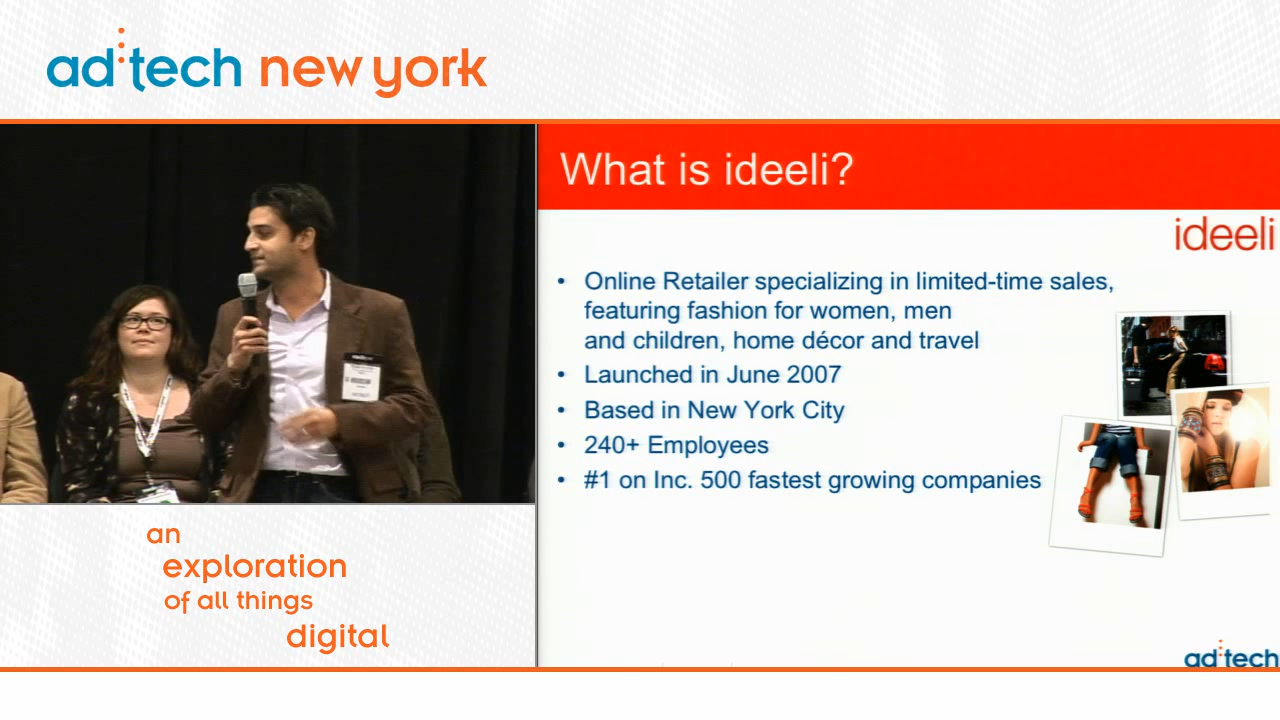 ad:tech new york
What is ideeli?
ideeli
• Online Retailer specializing in limited-time sales,
featuring fashion for women, men
and children, home décor and travel
• Launched in June 2007
• Based in New York City
• 240+ Employees
• #1 on Inc. 500 fastest growing companies
an
exploration
of all things
digital
ad:tech